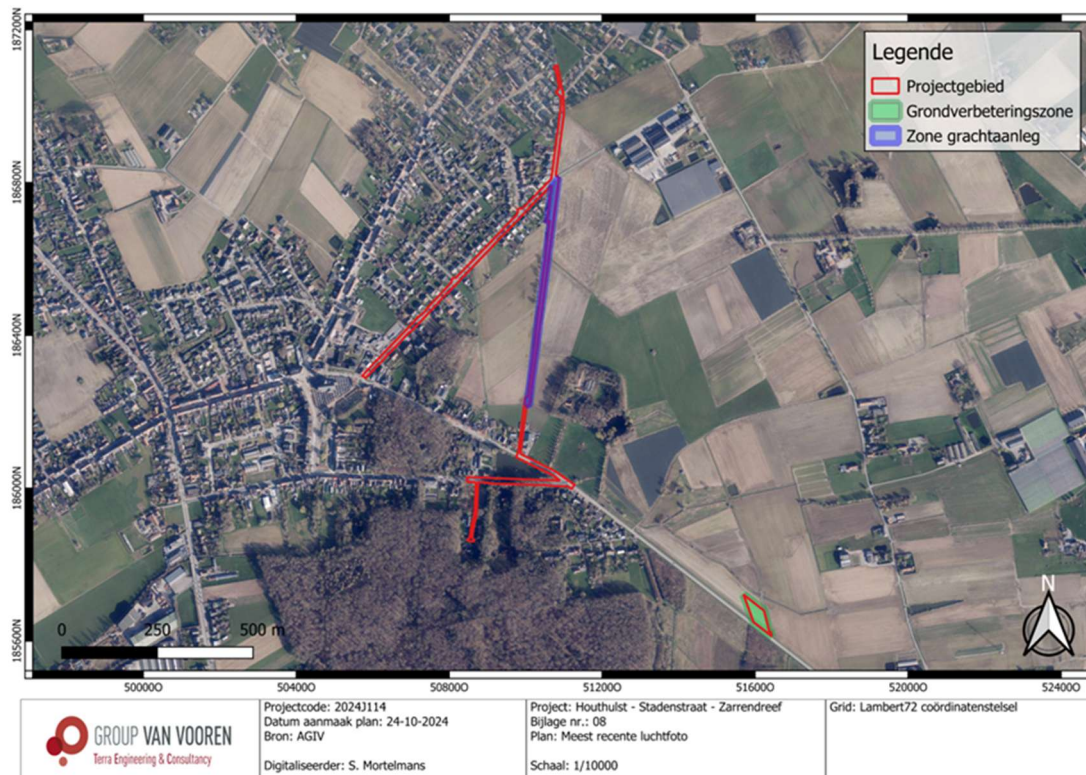 Legende
Projectgebied
Grondverbeteringszone
Zone grachtaanleg
187200N
186800N
186400N
186000N
185600N
N
0 250 500 m
500000 504000 508000 512000 516000 520000 524000
GROUP VAN VOOREN
Terra Engineering & Consultancy
Projectcode: 2024J114
Datum aanmaak plan: 24-10-2024
Bron: AGIV
Digitaliseerder: S. Mortelmans
Project: Houthulst - Stadenstraat - Zarrendreef
Bijlage nr.: 08
Plan: Meest recente luchtfoto
Schaal: 1/10000
Grid: Lambert72 coördinatenstelsel